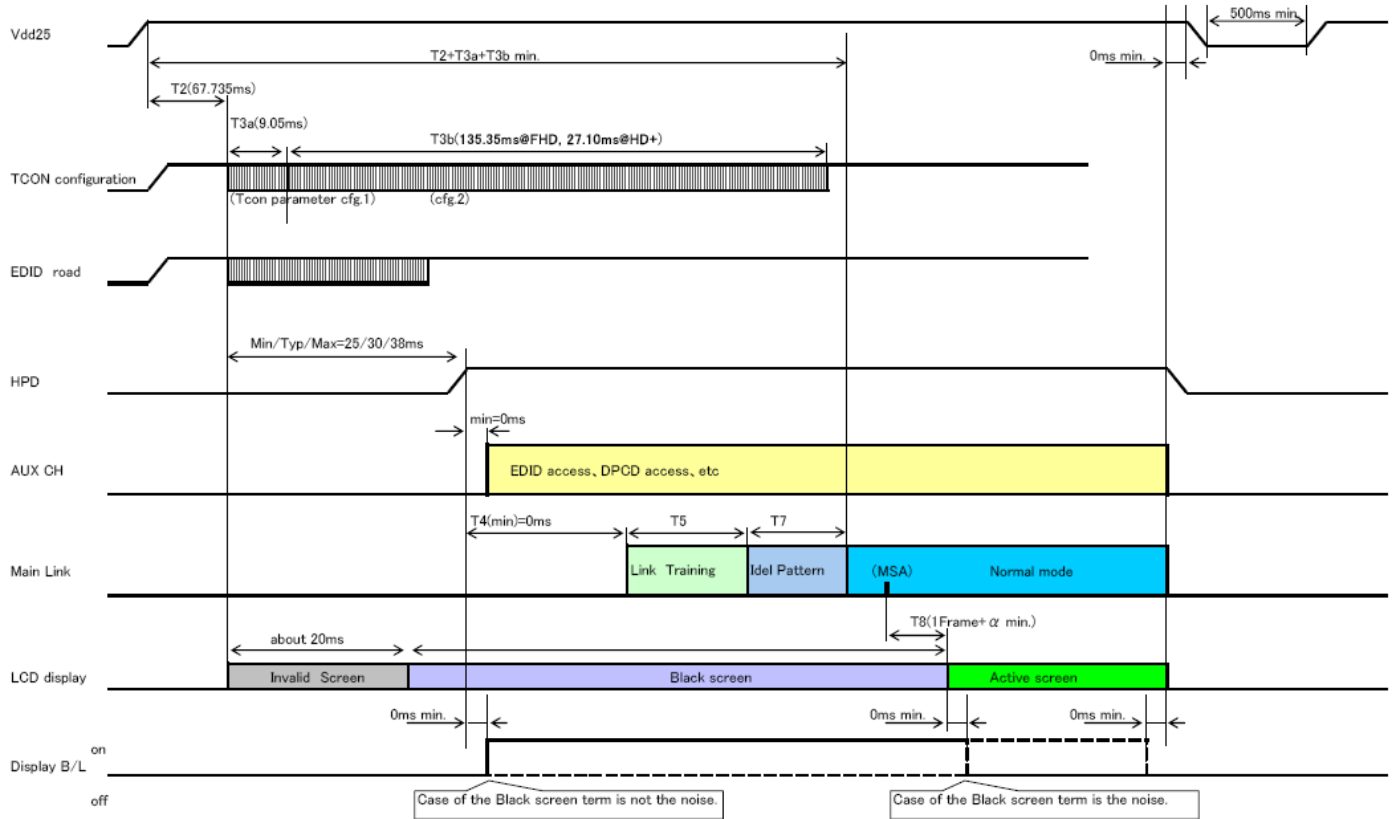 500ms min.
Vdd25
T2+T3a+T3b min.
0ms min.
T2(67.735ms)
T3a(9.05ms)
T3b(135.35ms@FHD, 27.10ms@HD+)
TCON configuration
(Tcon parameter cfg.1)
(cfg.2)
EDID road
Min/Typ/Max=25/30/38ms
HPD
min=0ms
AUX CH
EDID access、DPCD access、etc
T4(min)=0ms
T5
T7
Main Link
Link Training
Idel Pattern
(MSA)
Normal mode
T8(1Frame+α min.)
about 20ms
LCD display
Invalid Screen
Black screen
Active screen
0ms min.
0ms min.
0ms min.
on
Display B/L
off
Case of the Black screen term is not the noise.
Case of the Black screen term is the noise.